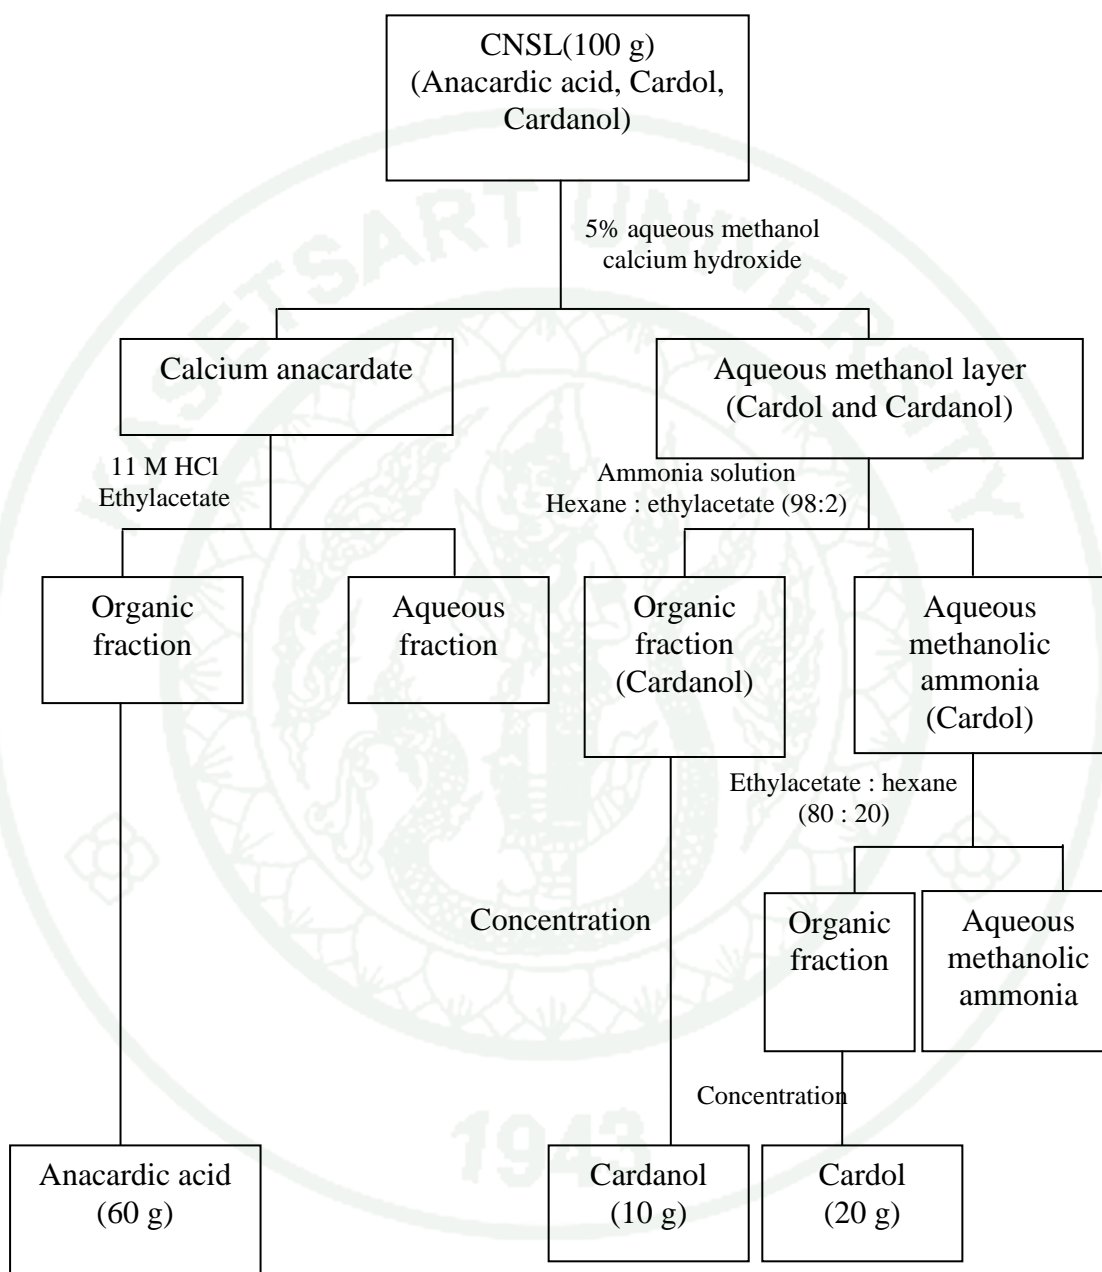 CNSL(100 g)
(Anacardic acid, Cardol,
Cardanol)
5% aqueous methanol
calcium hydroxide
Calcium anacardate
Aqueous methanol layer
(Cardol and Cardanol)
11 M HCl
Ethylacetate
Ammonia solution
Hexane : ethylacetate (98:2)
Organic
fraction
Aqueous
fraction
Organic
fraction
(Cardanol)
Aqueous
methanolic
ammonia
(Cardol)
Ethylacetate : hexane
(80 : 20)
Concentration
Organic
fraction
Aqueous
methanolic
ammonia
Concentration
Anacardic acid
(60 g)
Cardanol
(10 g)
Cardol
(20 g)
KASETSART UNIVERSITY
1943